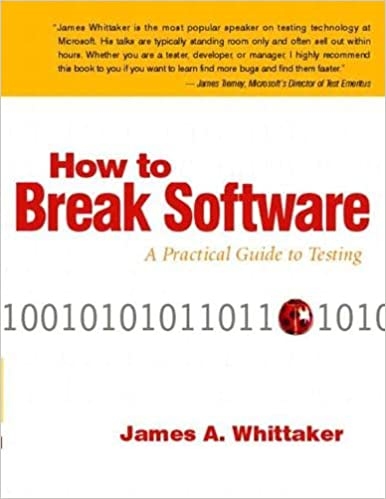 "James Whittaker is the most popular speaker on testing technology at
Microsoft. His talks are typically standing room only and often sell out within
hours. Whether you are a tester, developer, or manager, I highly recommend
this book to you if you want to learn find more bugs and find them faster."
— James Tierney, Microsoft's Director of Test Emeritus
How to
Break Software
A Practical Guide to Testing
10010101011011 1010
James A. Whittaker